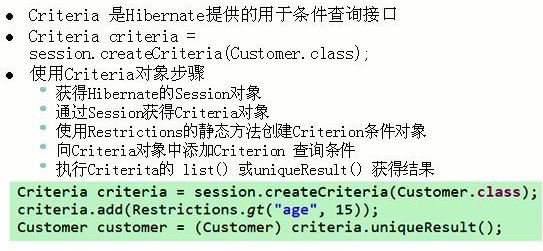 Criteria 是Hibernate提供的用于条件查询接口
Criteria criteria =
session.createCriteria(Customer.class);
使用Criteria对象步骤
获得Hibernate的Session对象
通过Session获得Criteria对象
使用Restrictions的静态方法创建Criterion条件对象
向Criteria对象中添加Criterion 查询条件
执行Criterita的 list() 或uniqueResult() 获得结果
Criteria criteria = session.createCriteria(Customer.class);
criteria.add(Restrictions.gt("age", 15));
Customer customer = (Customer) criteria.uniqueResult();